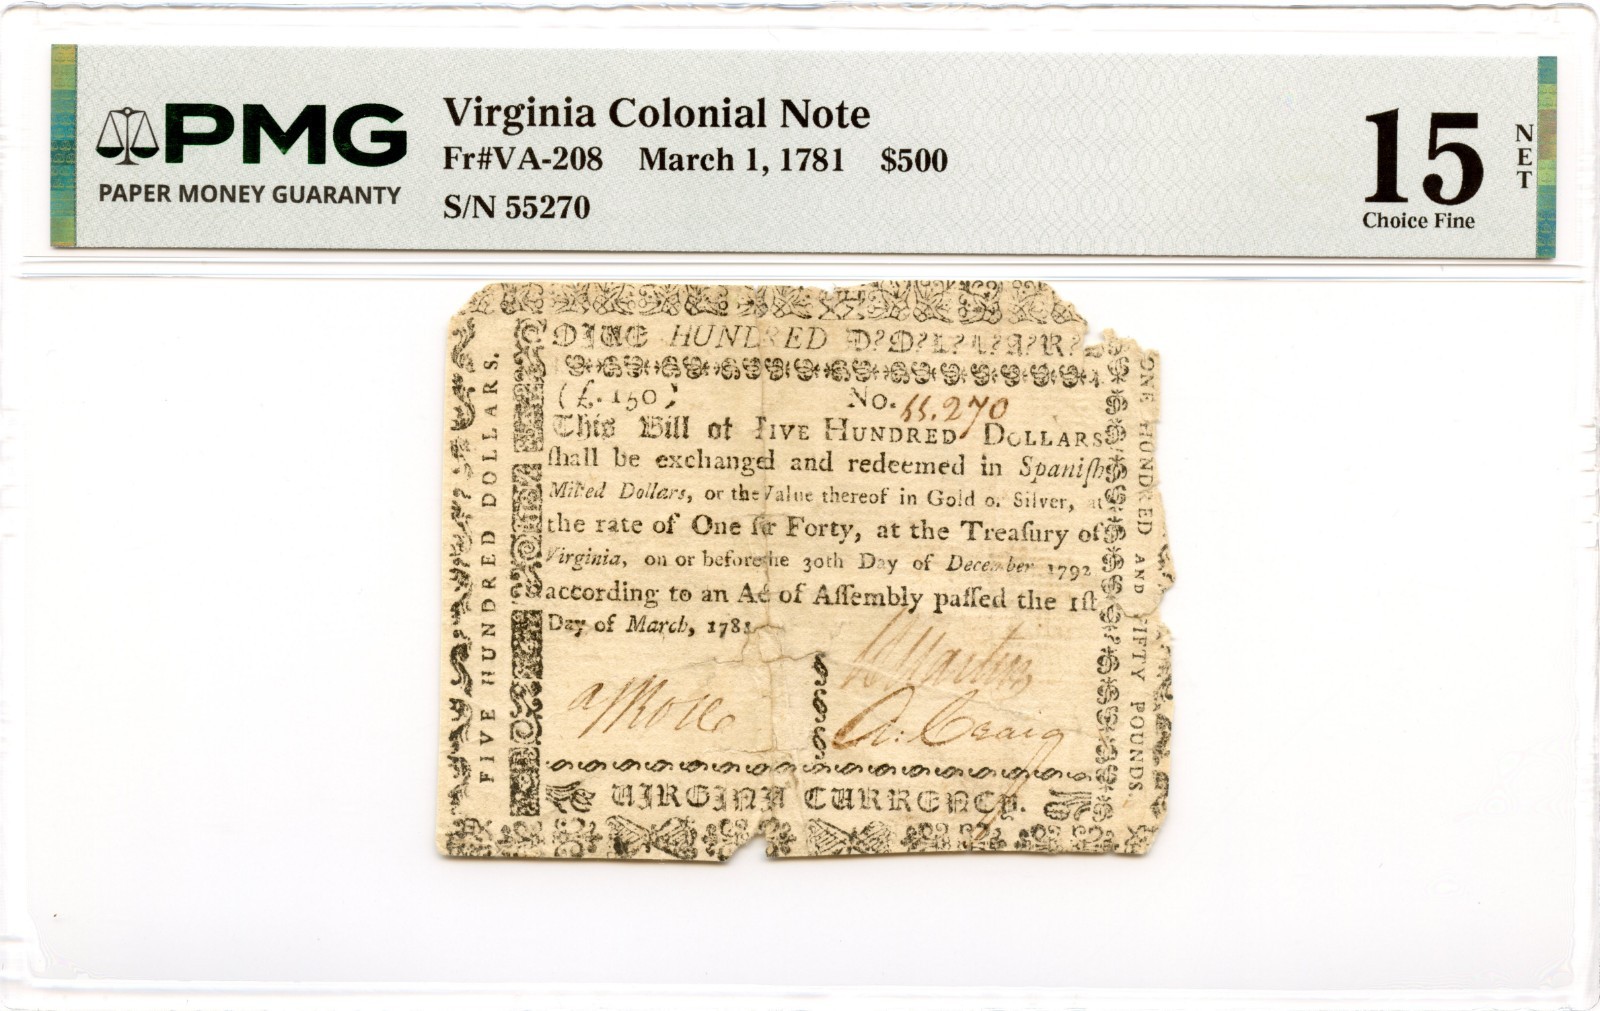 PMG
PAPER MONEY GUARANTY
Virginia Colonial Note
Fr#VA-208 March 1, 1781 $500
S/N 55270
15
NET
Choice Fine
FIVE HUNDRED DOLLARS.
HUNDRED
(£.150)
No. 55.270
This Bill of FIVE HUNDRED DOLLARS
ſhall be exchanged and redeemed in Spaniſh
Milled Dollars, or the Value thereof in Gold or Silver, at
the rate of One for Forty, at the Treaſury of
Virginia, on or before the 30th Day of December 1792
according to an Act of Aſſembly paſſed the 1ſt
Day of March, 1781
Martin
A: Craig
VIRGINIA CURRENCY.
ONE HUNDRED AND FIFTY POUNDS.